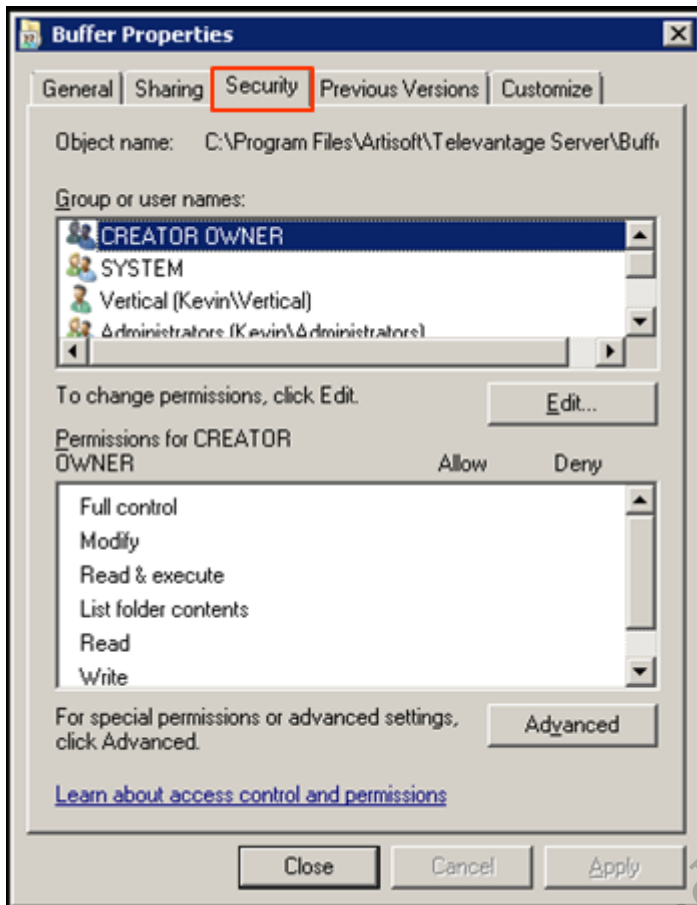 Buffer Properties
General Sharing Security Previous Versions Customize
Object name: C:\Program Files\Artisoft\Televantage Server\Buff
Group or user names:
CREATOR OWNER
SYSTEM
Vertical (Kevin\Vertical)
Administrators (Kevin\Administrators)
To change permissions, click Edit.
Edit...
Permissions for CREATOR
OWNER Allow Deny
Full control
Modify
Read & execute
List folder contents
Read
Write
For special permissions or advanced settings,
click Advanced.
Advanced
Learn about access control and permissions
Close Cancel Apply